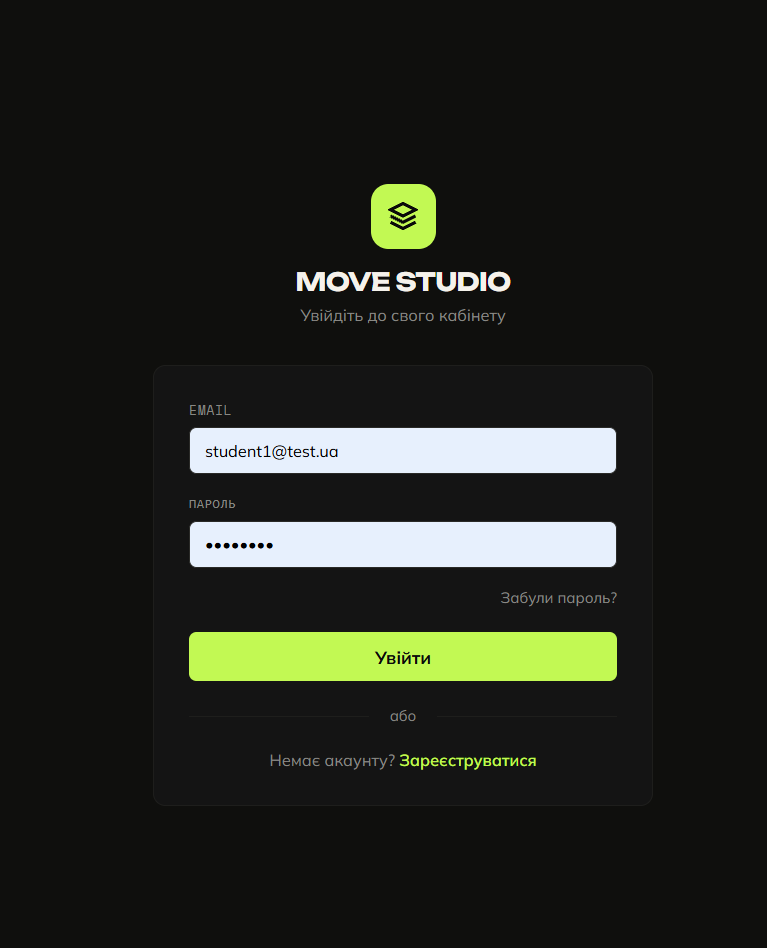 MOVE STUDIO
Увійдіть до свого кабінету
EMAIL
student1@test.ua
ПАРОЛЬ
••••••••
Забули пароль?
Увійти
або
Немає акаунту? Зареєструватися